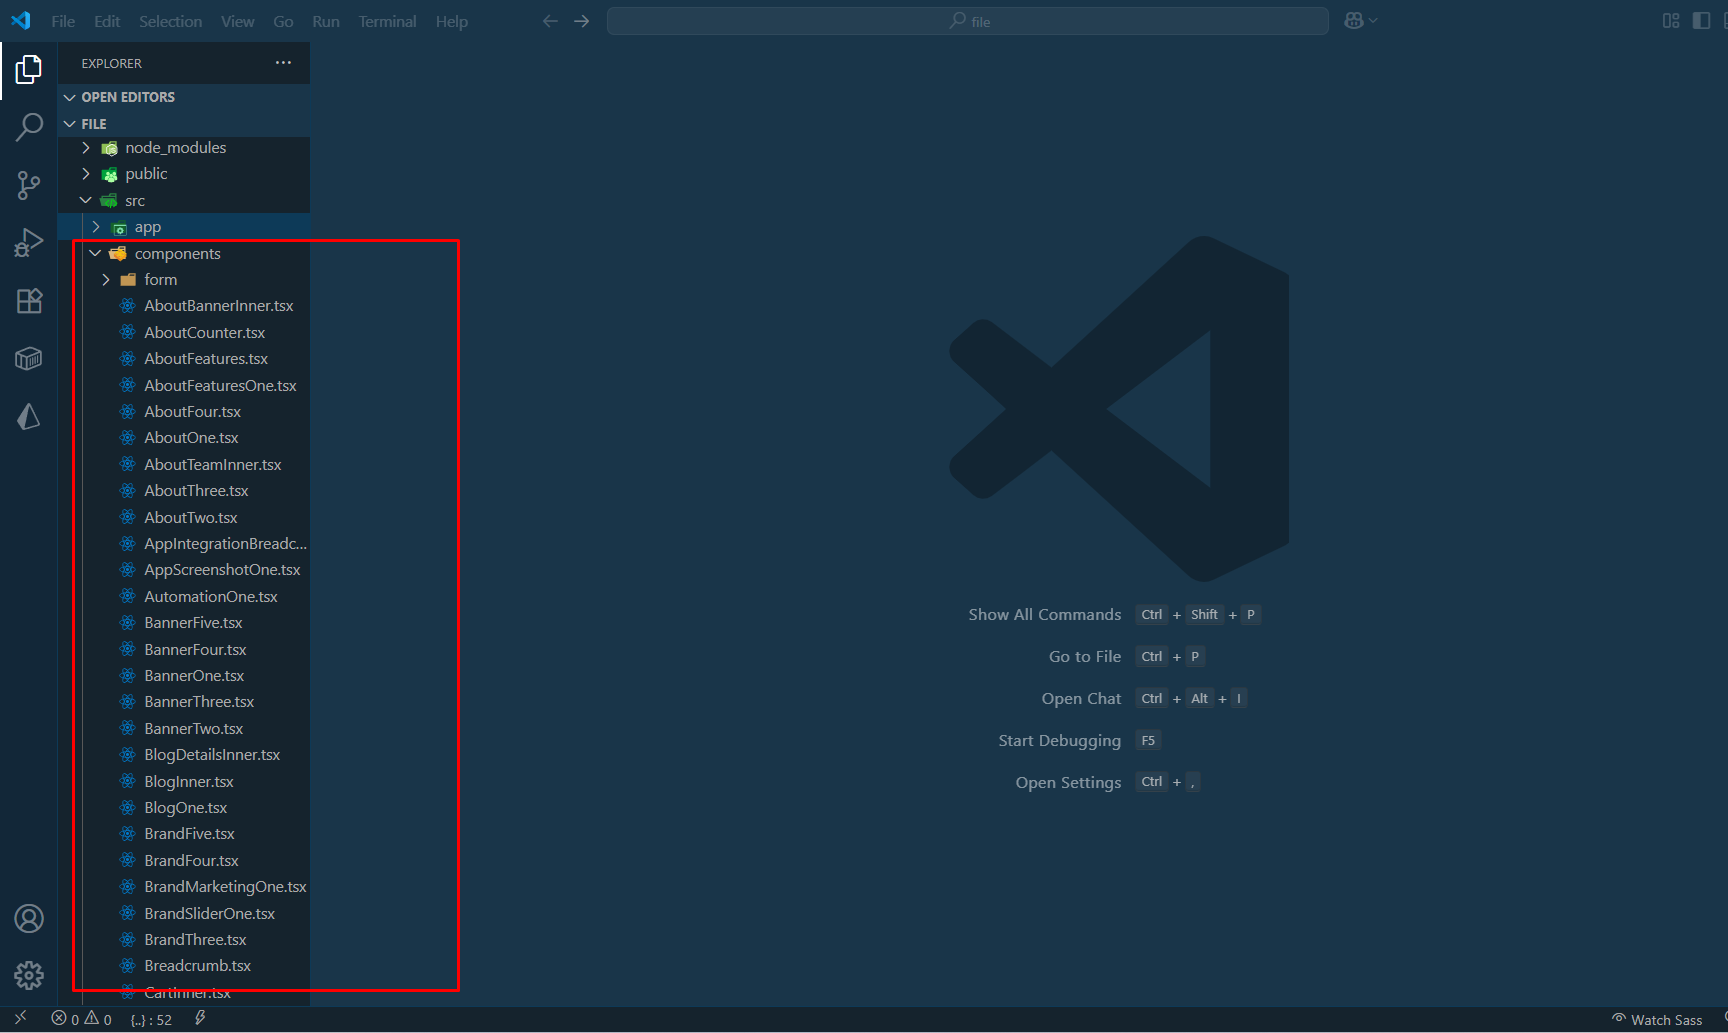 File Edit Selection View Go Run Terminal Help
file
EXPLORER
OPEN EDITORS
FILE
node_modules
public
src
app
components
form
AboutBannerInner.tsx
AboutCounter.tsx
AboutFeatures.tsx
AboutFeaturesOne.tsx
AboutFour.tsx
AboutOne.tsx
AboutTeamInner.tsx
AboutThree.tsx
AboutTwo.tsx
AppIntegrationBreadc...
AppScreenshotOne.tsx
AutomationOne.tsx
BannerFive.tsx
BannerFour.tsx
BannerOne.tsx
BannerThree.tsx
BannerTwo.tsx
BlogDetailsInner.tsx
BlogInner.tsx
BlogOne.tsx
BrandFive.tsx
BrandFour.tsx
BrandMarketingOne.tsx
BrandSliderOne.tsx
BrandThree.tsx
Breadcrumb.tsx
CartInner.tsx
Show All Commands Ctrl + Shift + P
Go to File Ctrl + P
Open Chat Ctrl + Alt + I
Start Debugging F5
Open Settings Ctrl + ,
0 0 {..} : 52
Watch Sass